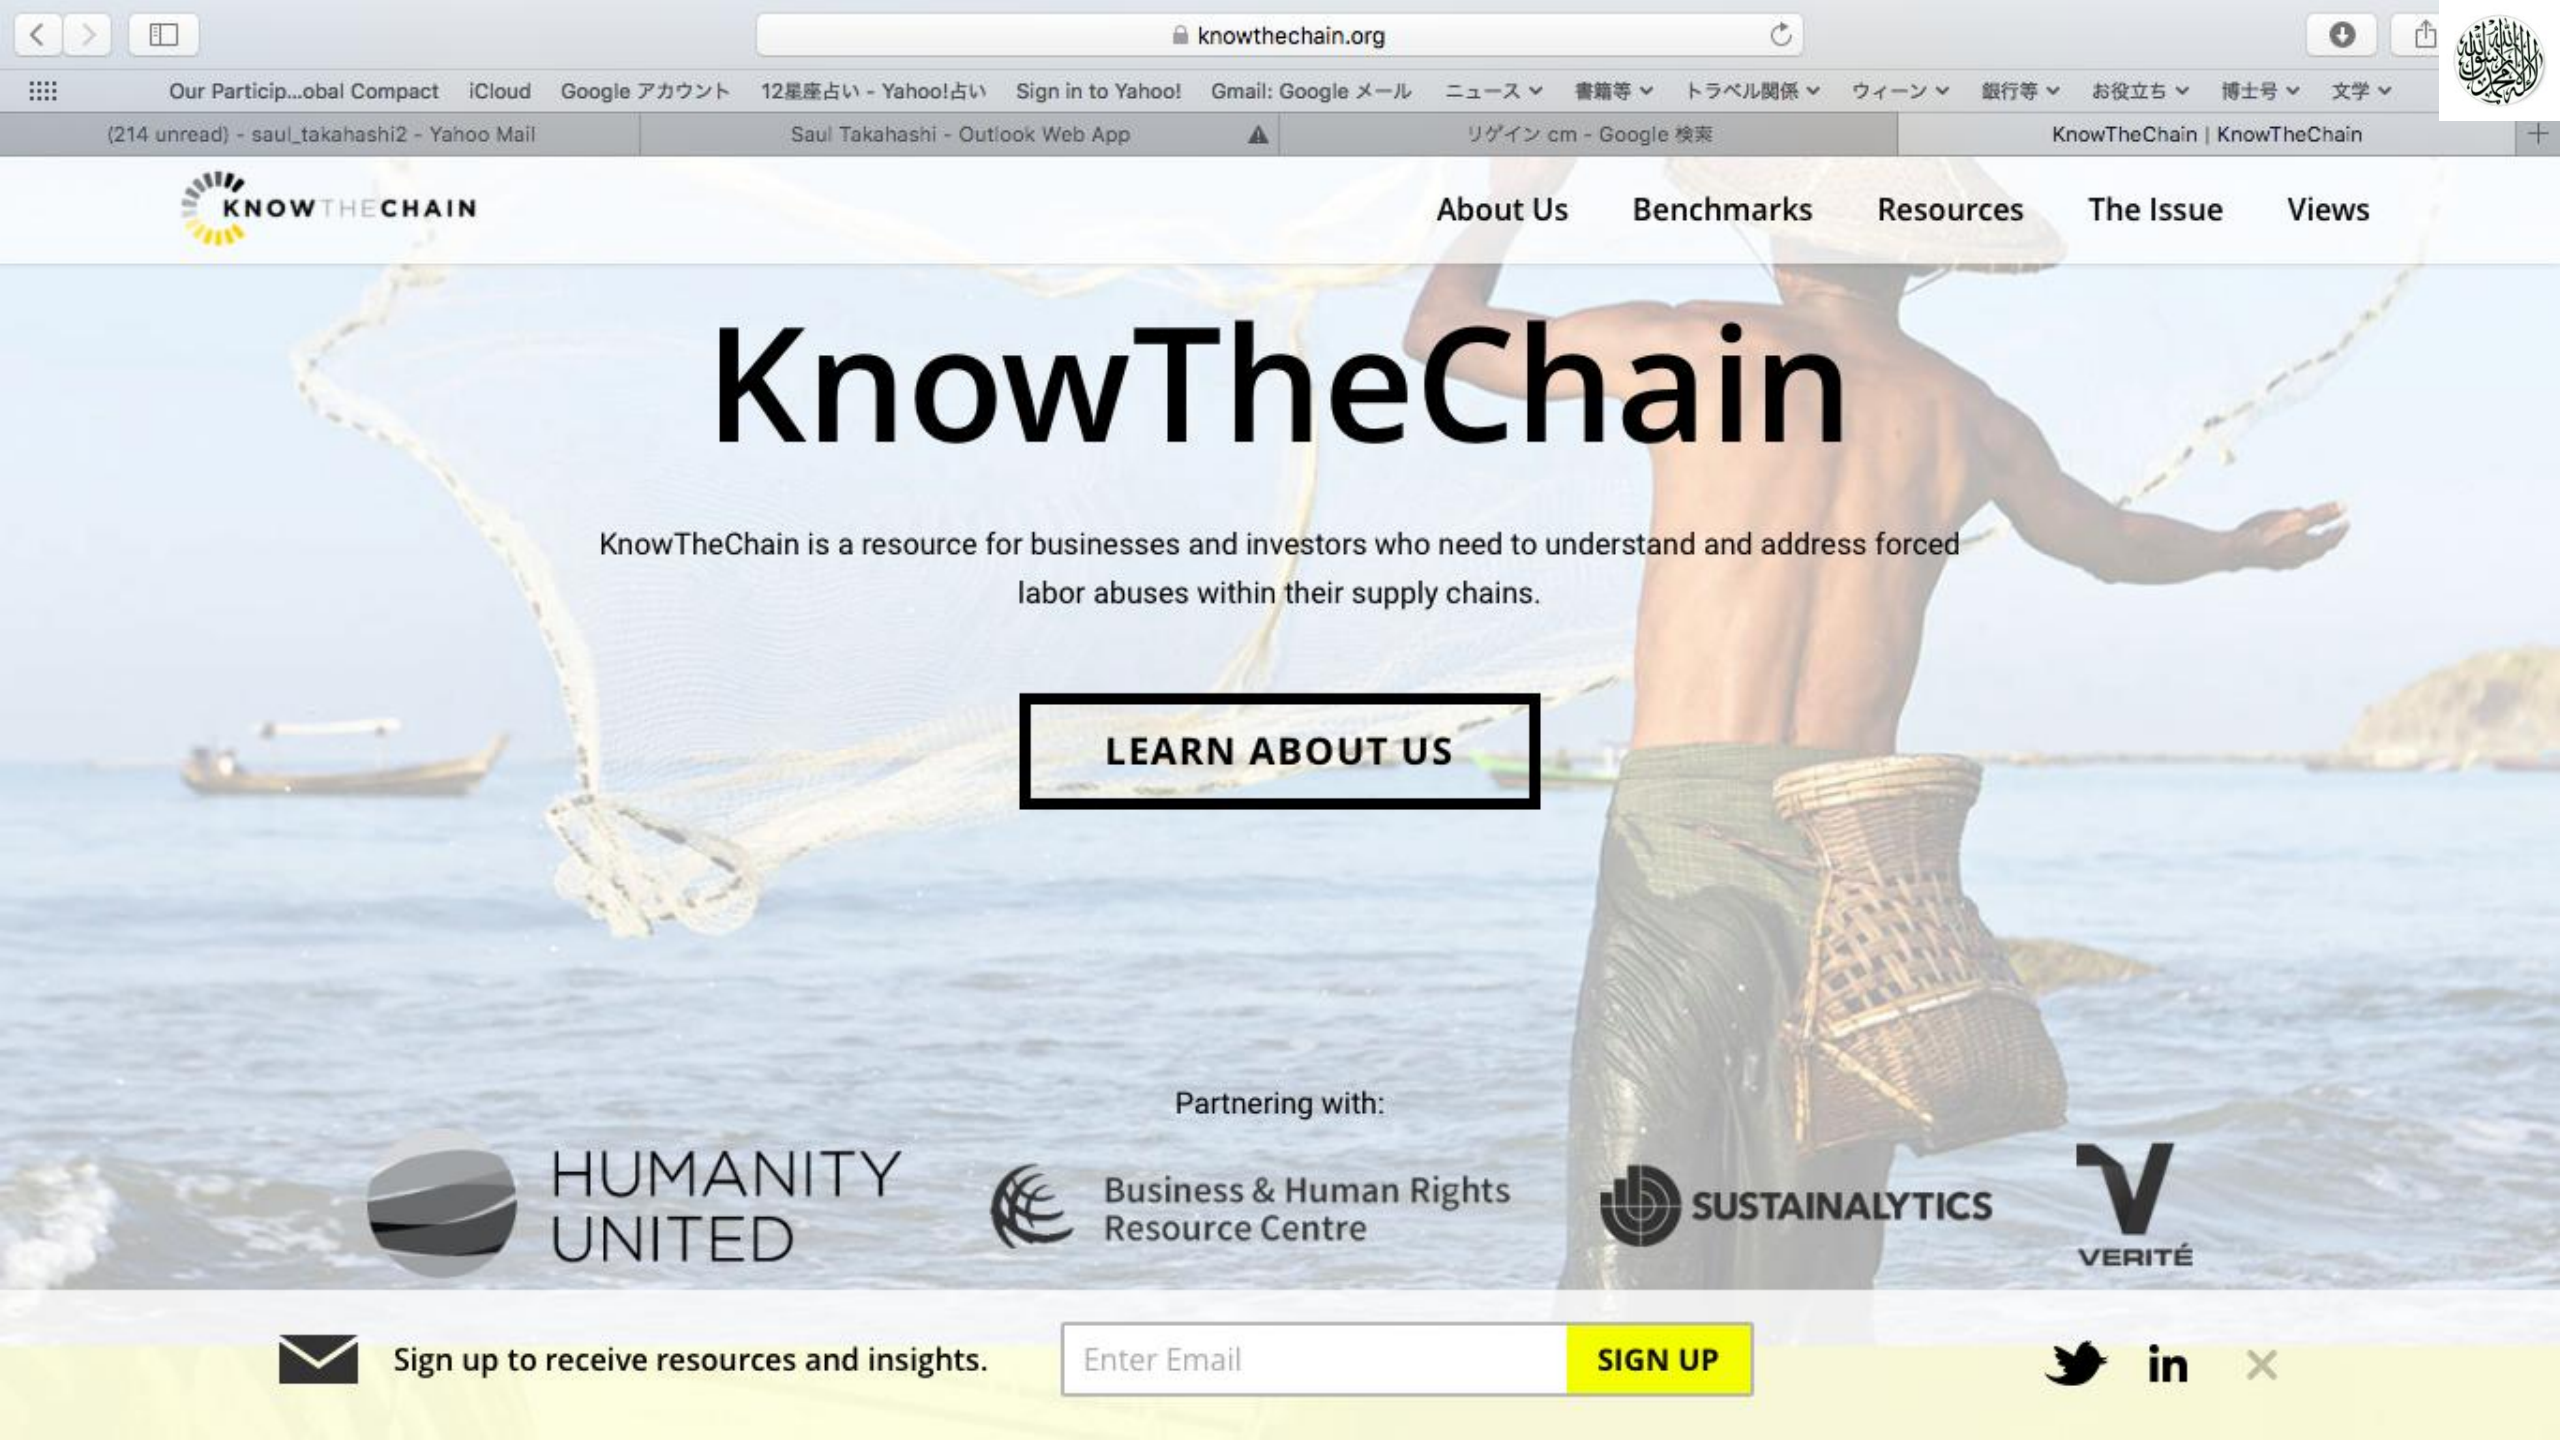 knowthechain.org
Our Particip...obal Compact iCloud Google アカウント 12星座占い - Yahoo!占い Sign in to Yahoo! Gmail: Google メール ニュース 書籍等 トラベル関係 ウィーン 銀行等 お役立ち 博士号 文学
(214 unread) - saul_takahashi2 - Yahoo Mail Saul Takahashi - Outlook Web App リゲイン cm - Google 検索 KnowTheChain | KnowTheChain
KNOWTHECHAIN
About Us Benchmarks Resources The Issue Views
KnowTheChain
KnowTheChain is a resource for businesses and investors who need to understand and address forced
labor abuses within their supply chains.
LEARN ABOUT US
Partnering with:
HUMANITY
UNITED
Business & Human Rights
Resource Centre
SUSTAINALYTICS
VERITÉ
Sign up to receive resources and insights. Enter Email SIGN UP
in